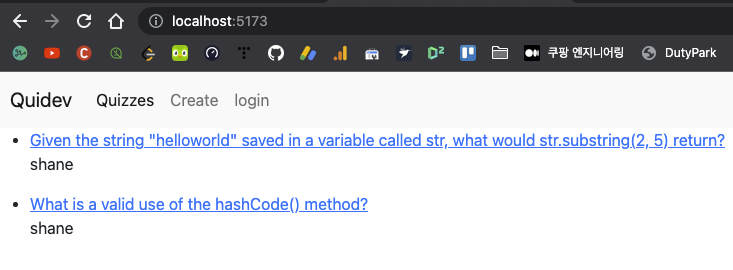 localhost:5173
쿠팡 엔지니어링 DutyPark
Quidev Quizzes Create login
Given the string "helloworld" saved in a variable called str, what would str.substring(2, 5) return?
shane
What is a valid use of the hashCode() method?
shane